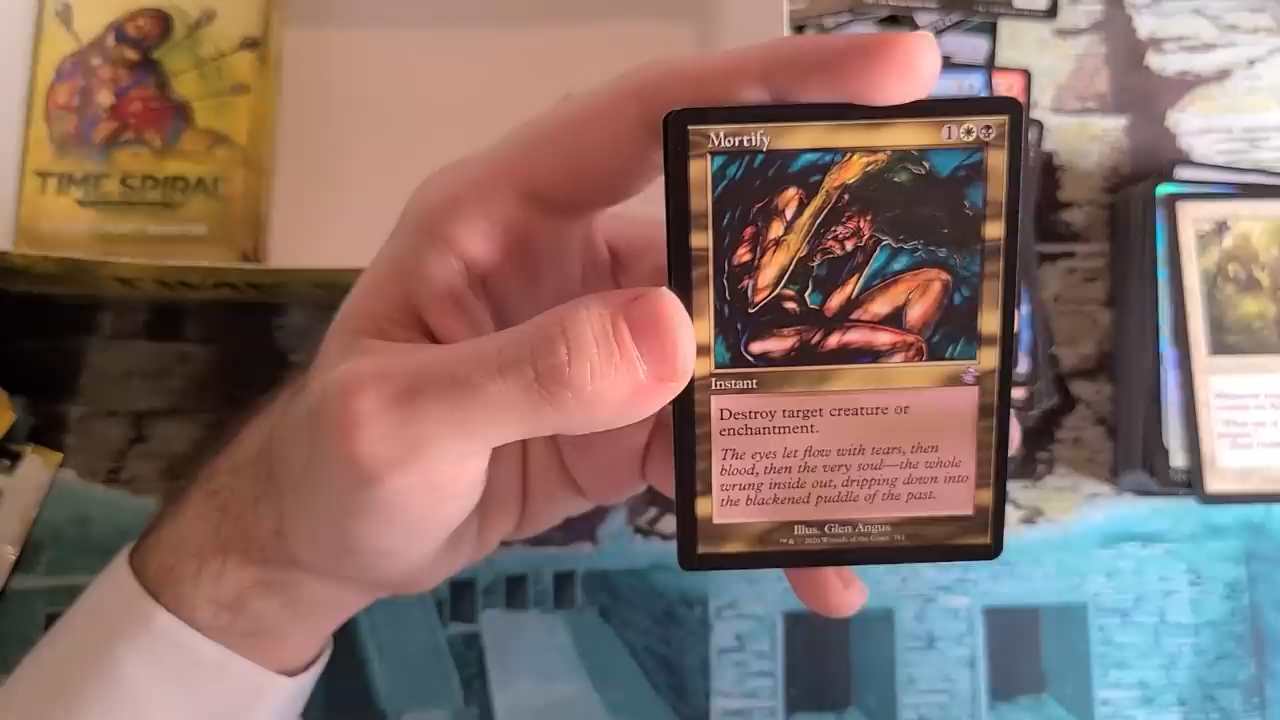 TIME SPIRAL
Mortify
1
Instant
Destroy target creature or
enchantment.
The eyes let flow with tears, then
blood, then the very soul—the whole
wrung inside out, dripping down into
the blackened puddle of the past.
Illus. Glen Angus
™ & © 2020 Wizards of the Coast